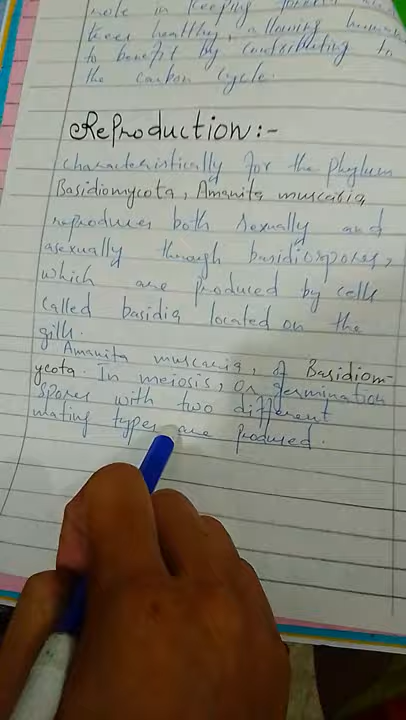 role in keeping forest and
trees healthy, allowing humans
to benefit by contributing to
the carbon cycle.
Reproduction:-
characteristically for the phylum
Basidiomycota, Amanita muscaria
reproduces both sexually and
asexually through basidiospores,
which are produced by cells
called basidia located on the
gills.
Amanita muscaria, of Basidiom-
ycota. In meiosis, On germination
spores with two different
mating types are produced.